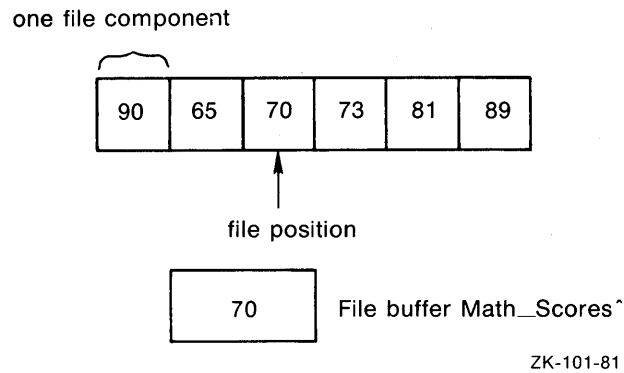 one file component
90 65 70 73 81 89
file position
70 File buffer Math_Scores^
ZK-101-81